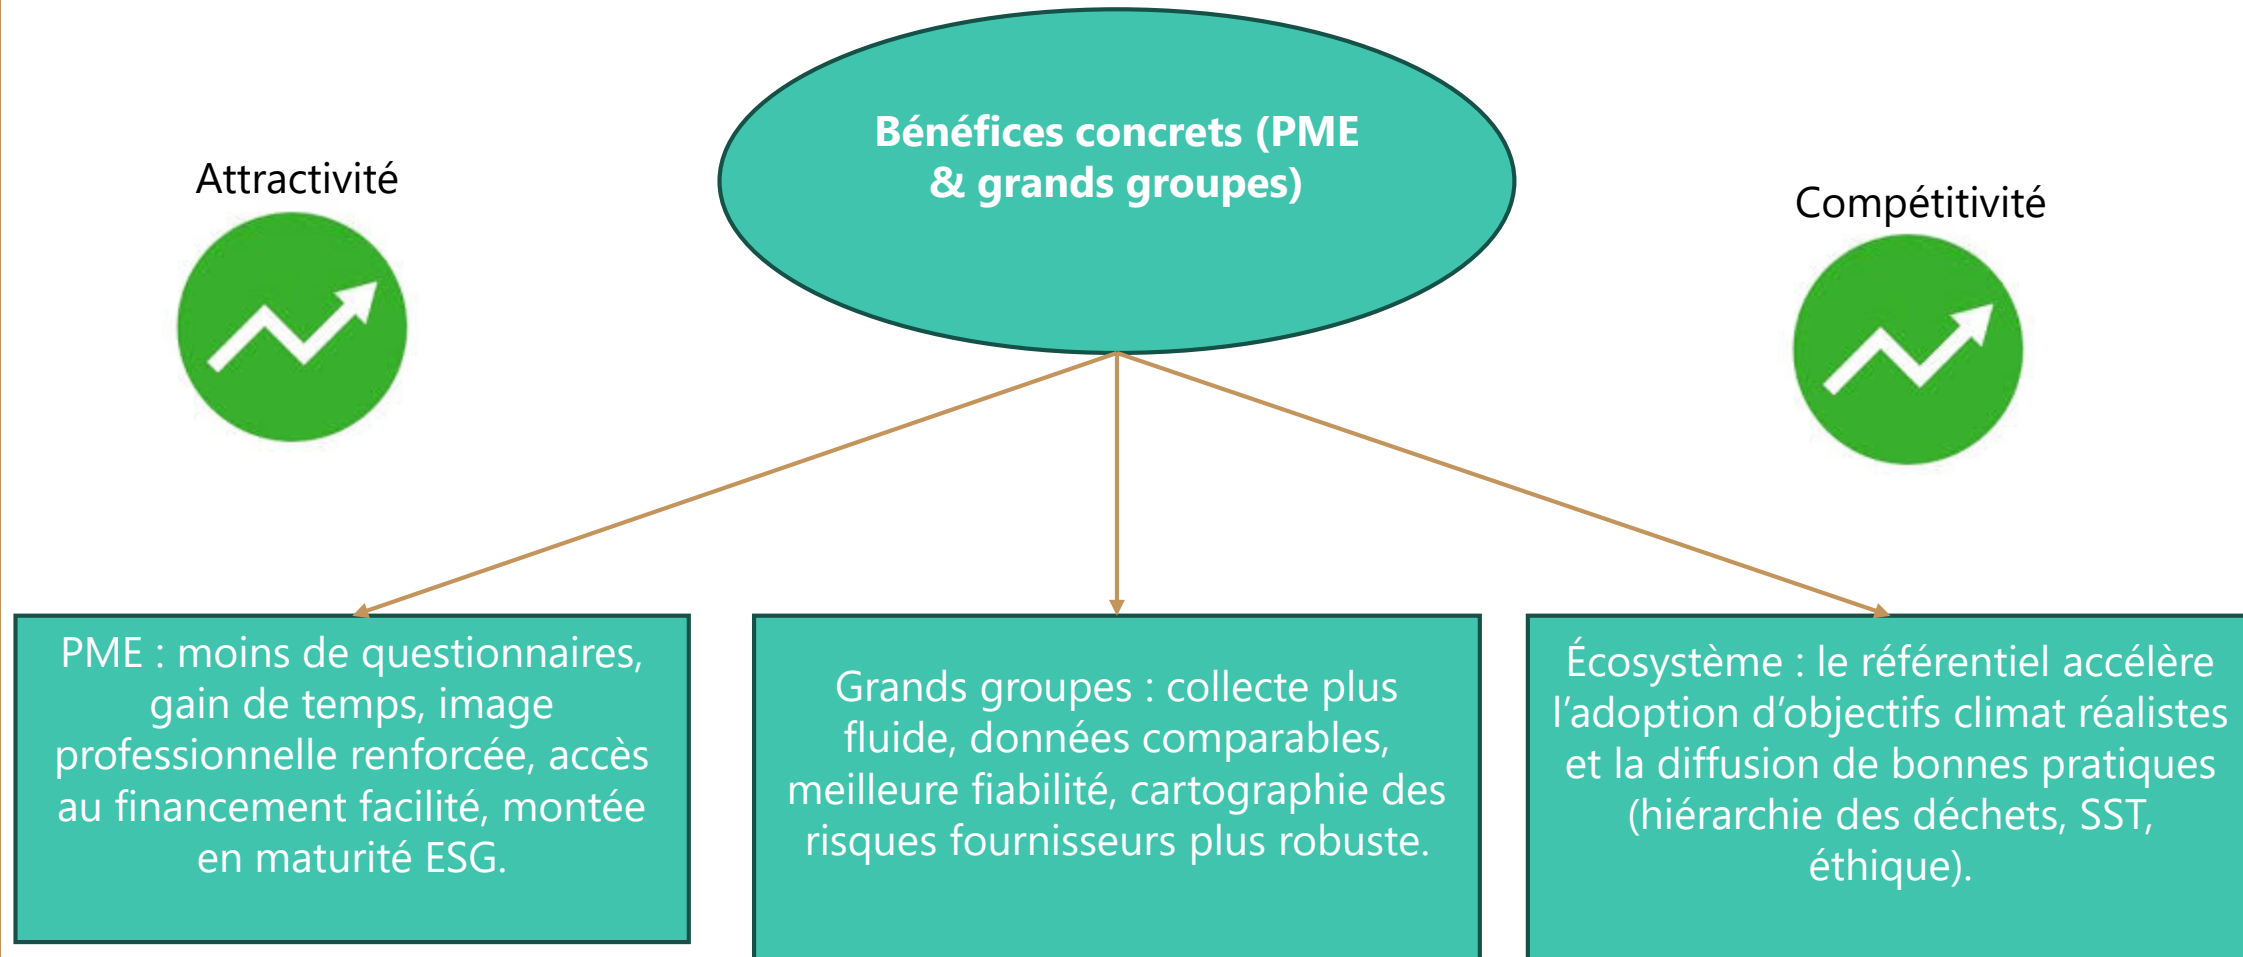 Bénéfices concrets (PME
& grands groupes)
Attractivité
Compétitivité
PME : moins de questionnaires,
gain de temps, image
professionnelle renforcée, accès
au financement facilité, montée
en maturité ESG.
Grands groupes : collecte plus
fluide, données comparables,
meilleure fiabilité, cartographie des
risques fournisseurs plus robuste.
Écosystème : le référentiel accélère
l’adoption d’objectifs climat réalistes
et la diffusion de bonnes pratiques
(hiérarchie des déchets, SST,
éthique).